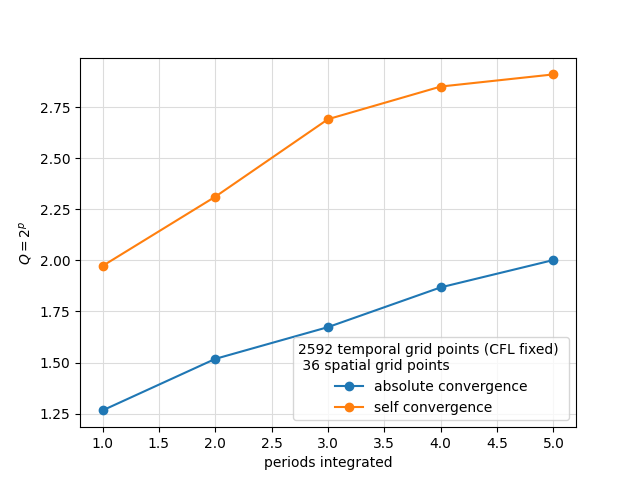 2.75
2.50
2.25
2.00
1.75
1.50
1.25
Q = 2^p
2592 temporal grid points (CFL fixed)
36 spatial grid points
absolute convergence
self convergence
1.0 1.5 2.0 2.5 3.0 3.5 4.0 4.5 5.0
periods integrated